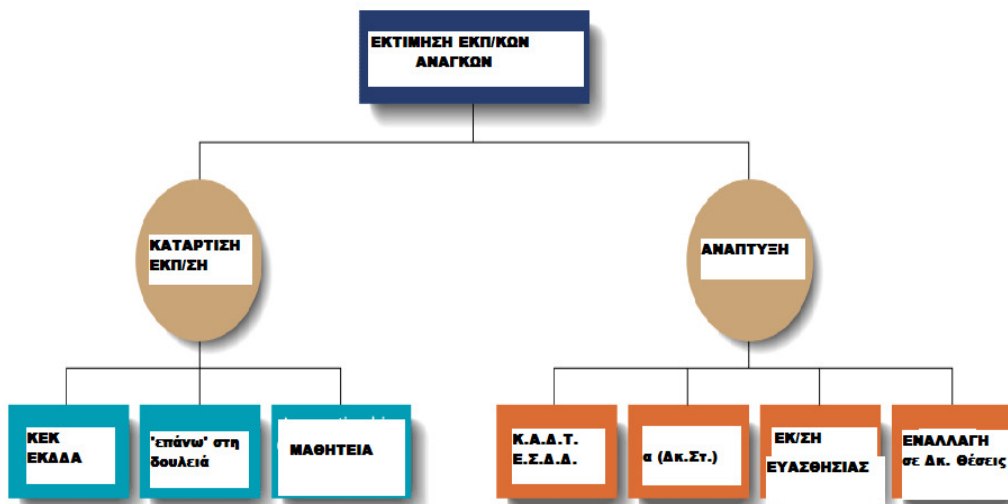 ΕΚΤΙΜΗΣΗ ΕΚΠ/ΚΩΝ
ΑΝΑΓΚΩΝ
ΚΑΤΑΡΤΙΣΗ
ΕΚΠ/ΣΗ
ΑΝΑΠΤΥΞΗ
ΚΕΚ
ΕΚΔΔΑ
'επάνω' στη
δουλειά
ΜΑΘΗΤΕΙΑ
Κ.Α.Δ.Τ.
Ε.Σ.Δ.Δ.
α (Δκ.Στ.)
ΕΚ/ΣΗ
ΕΥΑΣΘΗΣΙΑΣ
ΕΝΑΛΛΑΓΗ
σε Δκ. Θέσεις